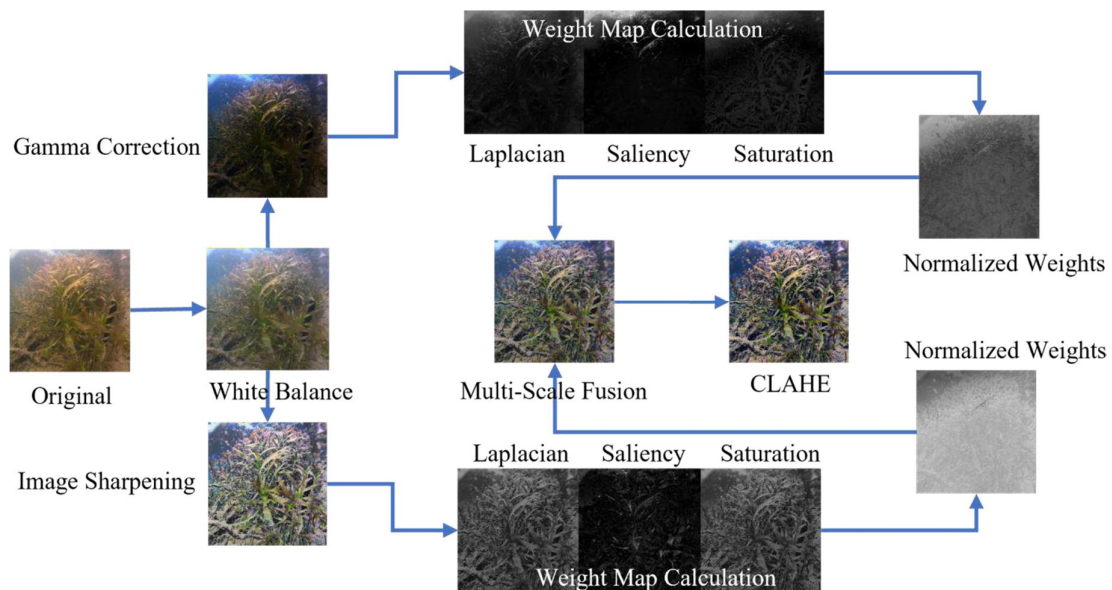 Weight Map Calculation
Gamma Correction
Laplacian
Saliency
Saturation
Normalized Weights
Original
White Balance
Multi-Scale Fusion
CLAHE
Normalized Weights
Image Sharpening
Laplacian
Saliency
Saturation
Weight Map Calculation